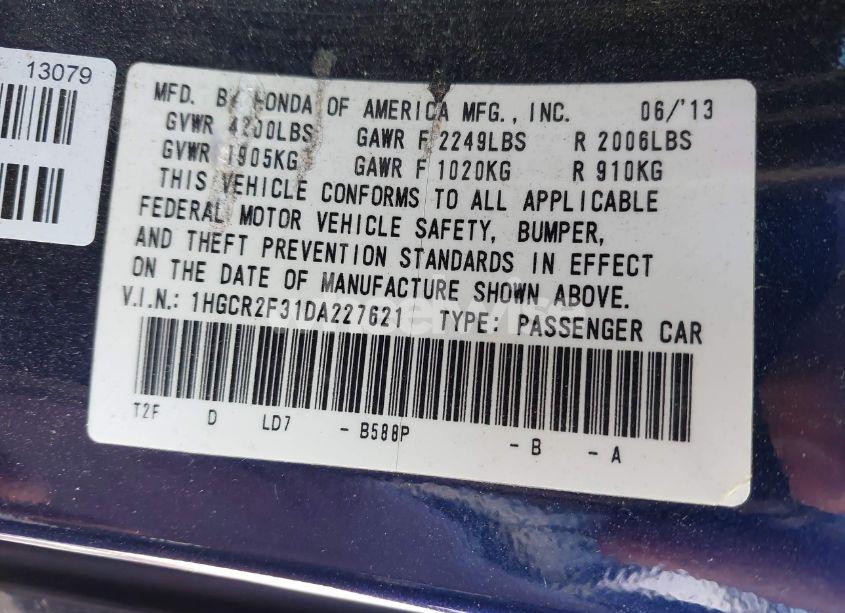 13079
MFD. BY HONDA OF AMERICA MFG., INC. 06/'13
GVWR 4200LBS GAWR F 2249LBS R 2006LBS
GVWR 1905KG GAWR F 1020KG R 910KG
THIS VEHICLE CONFORMS TO ALL APPLICABLE
FEDERAL MOTOR VEHICLE SAFETY, BUMPER,
AND THEFT PREVENTION STANDARDS IN EFFECT
ON THE DATE OF MANUFACTURE SHOWN ABOVE.
V.I.N.: 1HGCR2F31DA227621 TYPE: PASSENGER CAR
T2F D LD7 - B588P - B - A